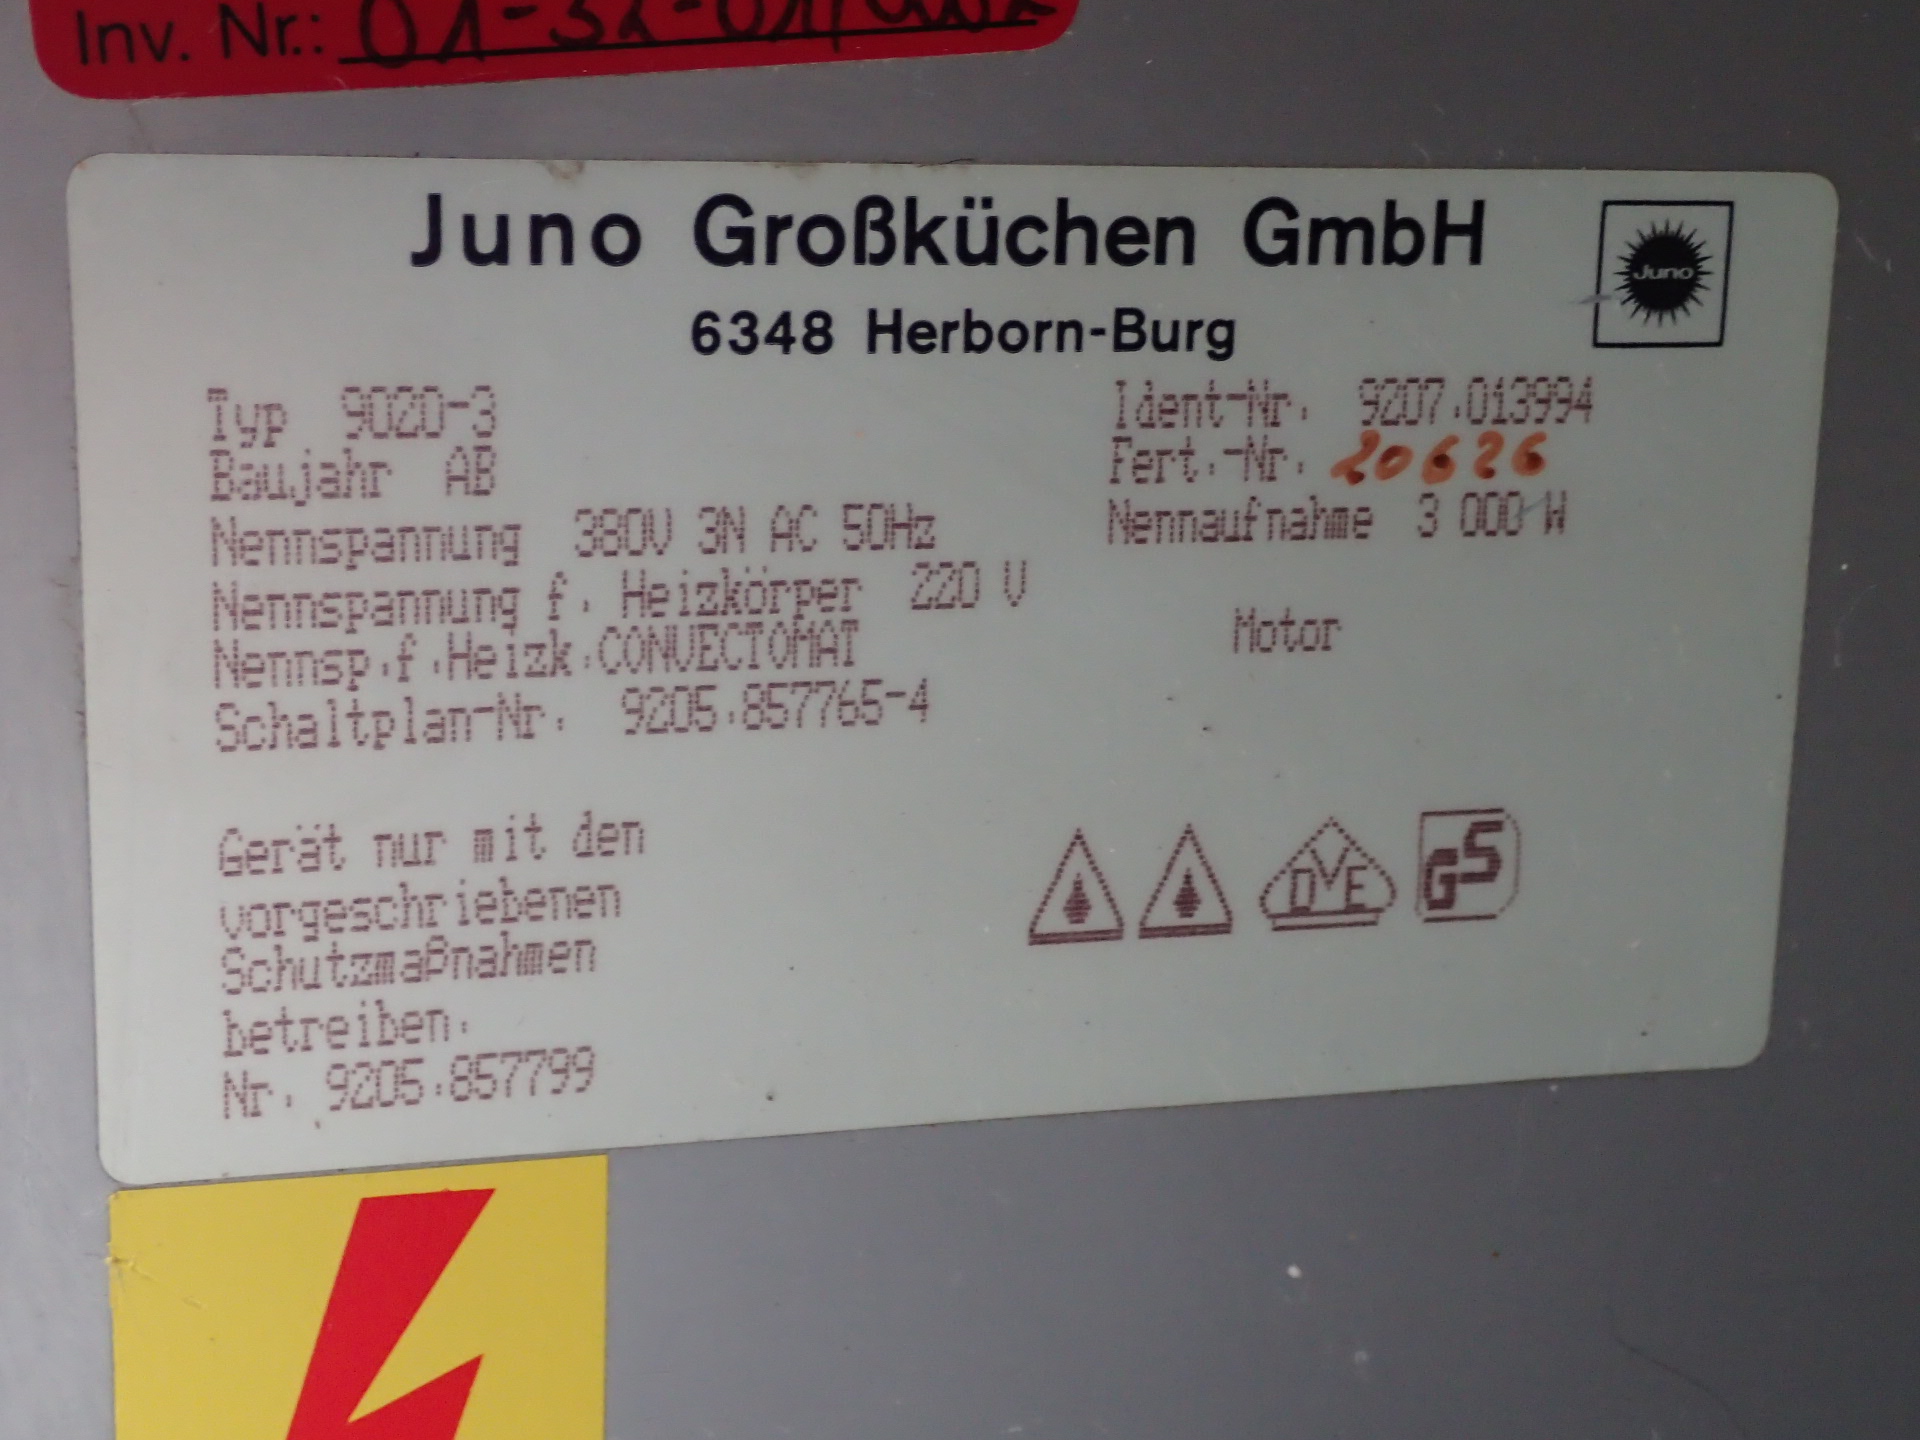 Inv. Nr.:
Juno Großküchen GmbH
Juno
6348 Herborn-Burg
Typ 9020-3
Baujahr AB
Nennspannung 380V 3N AC 50Hz
Nennspannung f. Heizkörper 220 V
Nennsp.f.Heizk.CONVECTOMAT
Schaltplan-Nr. 9205.857765-4
Ident-Nr. 9207.013994
Fert.-Nr. 20626
Nennaufnahme 3 000 W
Motor
Gerät nur mit den
vorgeschriebenen
Schutzmaßnahmen
betreiben.
Nr. 9205.857799
DVE
GS